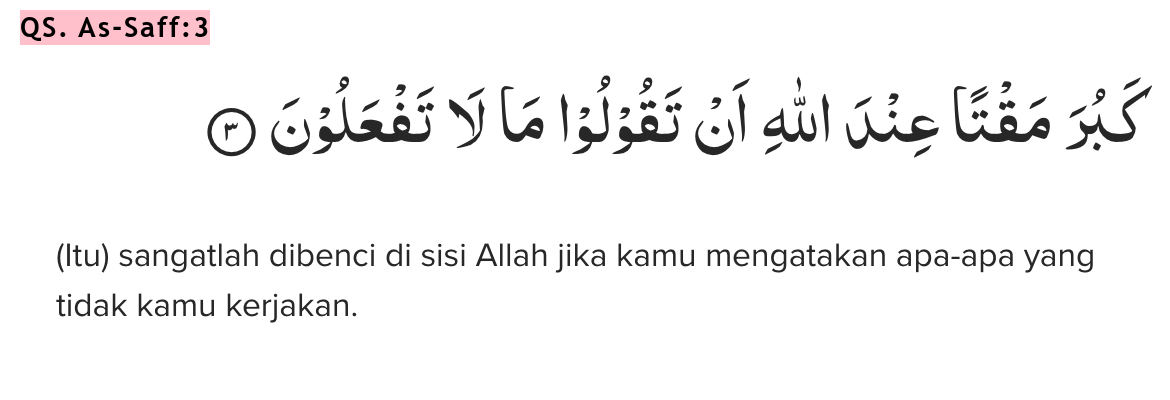 QS. As-Saff:3
كَبُرَ مَقْتًا عِنْدَ اللّٰهِ اَنْ تَقُوْلُوْا مَا لَا تَفْعَلُوْنَ ٣
(Itu) sangatlah dibenci di sisi Allah jika kamu mengatakan apa-apa yang
tidak kamu kerjakan.